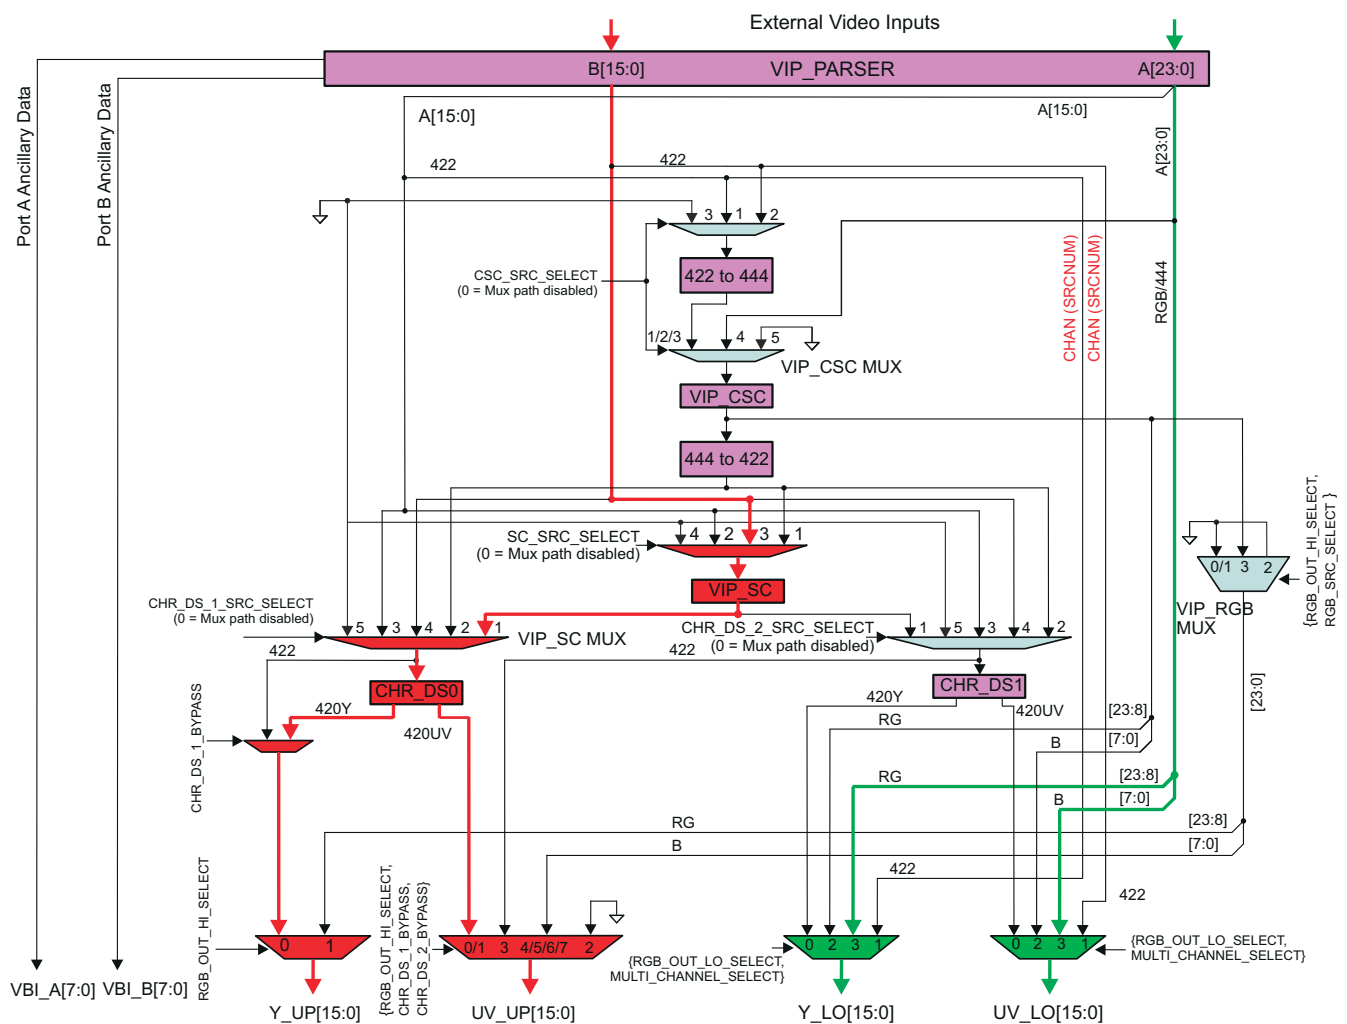 External Video Inputs
B[15:0]
VIP_PARSER
A[23:0]
Port A Ancillary Data
Port B Ancillary Data
A[15:0]
A[15:0]
A[23:0]
422
422
3
1
2
422 to 444
CSC_SRC_SELECT
(0 = Mux path disabled)
CHAN (SRCNUM)
CHAN (SRCNUM)
RGB/444
1/2/3
4
5
VIP_CSC MUX
VIP_CSC
444 to 422
SC_SRC_SELECT
(0 = Mux path disabled)
4
2
3
1
{RGB_OUT_HI_SELECT,
RGB_SRC_SELECT }
0/1
3
2
VIP_RGB
MUX
VIP_SC
CHR_DS_1_SRC_SELECT
(0 = Mux path disabled)
5
3
4
2
1
VIP_SC MUX
CHR_DS_2_SRC_SELECT
(0 = Mux path disabled)
1
5
3
4
2
422
422
CHR_DS0
CHR_DS1
[23:0]
CHR_DS_1_BYPASS
420Y
420UV
420Y
420UV
RG
[23:8]
B
[7:0]
RG
[23:8]
B
[7:0]
RG
[23:8]
B
[7:0]
422
422
RGB_OUT_HI_SELECT
{RGB_OUT_HI_SELECT,
CHR_DS_1_BYPASS,
CHR_DS_2_BYPASS}
0
1
0/1
3
4/5/6/7
2
0
2
3
1
0
2
3
1
{RGB_OUT_LO_SELECT,
MULTI_CHANNEL_SELECT}
{RGB_OUT_LO_SELECT,
MULTI_CHANNEL_SELECT}
VBI_A[7:0]
VBI_B[7:0]
Y_UP[15:0]
UV_UP[15:0]
Y_LO[15:0]
UV_LO[15:0]